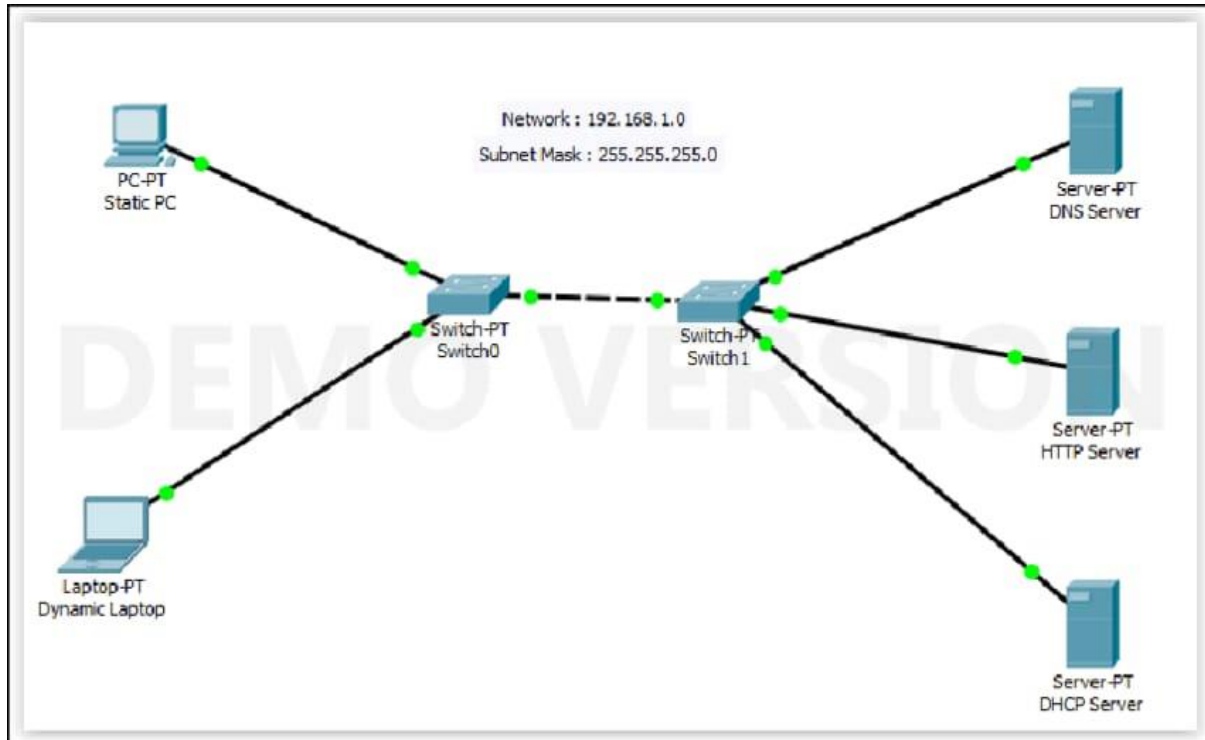 Network : 192.168.1.0
Subnet Mask : 255.255.255.0
PC-PT
Static PC
Server-PT
DNS Server
Switch-PT
Switch0
Switch-PT
Switch1
DEMO VERSION
Server-PT
HTTP Server
Laptop-PT
Dynamic Laptop
Server-PT
DHCP Server